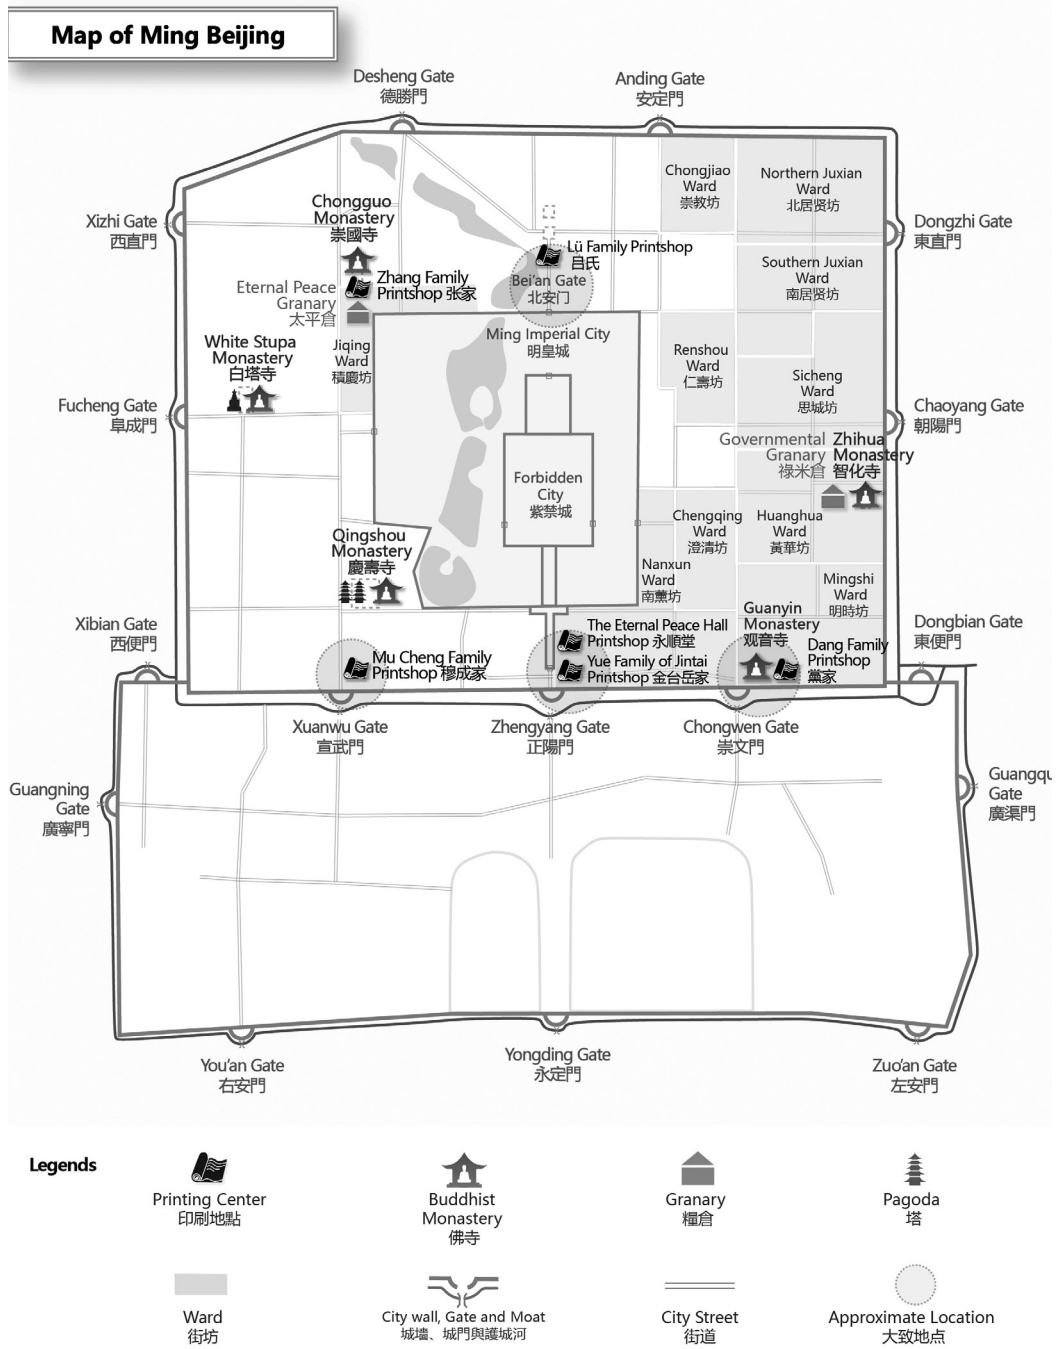 Map of Ming Beijing
Desheng Gate
德勝門
Anding Gate
安定門
Chongjiao
Ward
崇教坊
Northern Juxian
Ward
北居贤坊
Chongguo
Monastery
崇國寺
Xizhi Gate
西直門
Dongzhi Gate
東直門
Lü Family Printshop
吕氏
Bei'an Gate
北安门
Southern Juxian
Ward
南居贤坊
Zhang Family
Printshop 张家
Eternal Peace
Granary
太平倉
Ming Imperial City
明皇城
White Stupa
Monastery
白塔寺
Jiqing
Ward
積慶坊
Renshou
Ward
仁壽坊
Sicheng
Ward
思城坊
Fucheng Gate
阜成門
Chaoyang Gate
朝陽門
Governmental
Granary
祿米倉
Zhihua
Monastery
智化寺
Forbidden
City
紫禁城
Chengqing
Ward
澄清坊
Huanghua
Ward
黃華坊
Qingshou
Monastery
慶壽寺
Nanxun
Ward
南薰坊
Mingshi
Ward
明時坊
Guanyin
Monastery
观音寺
Xibian Gate
西便門
Dongbian Gate
東便門
The Eternal Peace Hall
Printshop 永順堂
Yue Family of Jintai
Printshop 金台岳家
Dang Family
Printshop
黨家
Mu Cheng Family
Printshop 穆成家
Xuanwu Gate
宣武門
Zhengyang Gate
正陽門
Chongwen Gate
崇文門
Guangning
Gate
廣寧門
Guangqu
Gate
廣渠門
You'an Gate
右安門
Yongding Gate
永定門
Zuo'an Gate
左安門
Legends
Printing Center
印刷地點
Buddhist
Monastery
佛寺
Granary
糧倉
Pagoda
塔
Ward
街坊
City wall, Gate and Moat
城墻、城門與護城河
City Street
街道
Approximate Location
大致地点